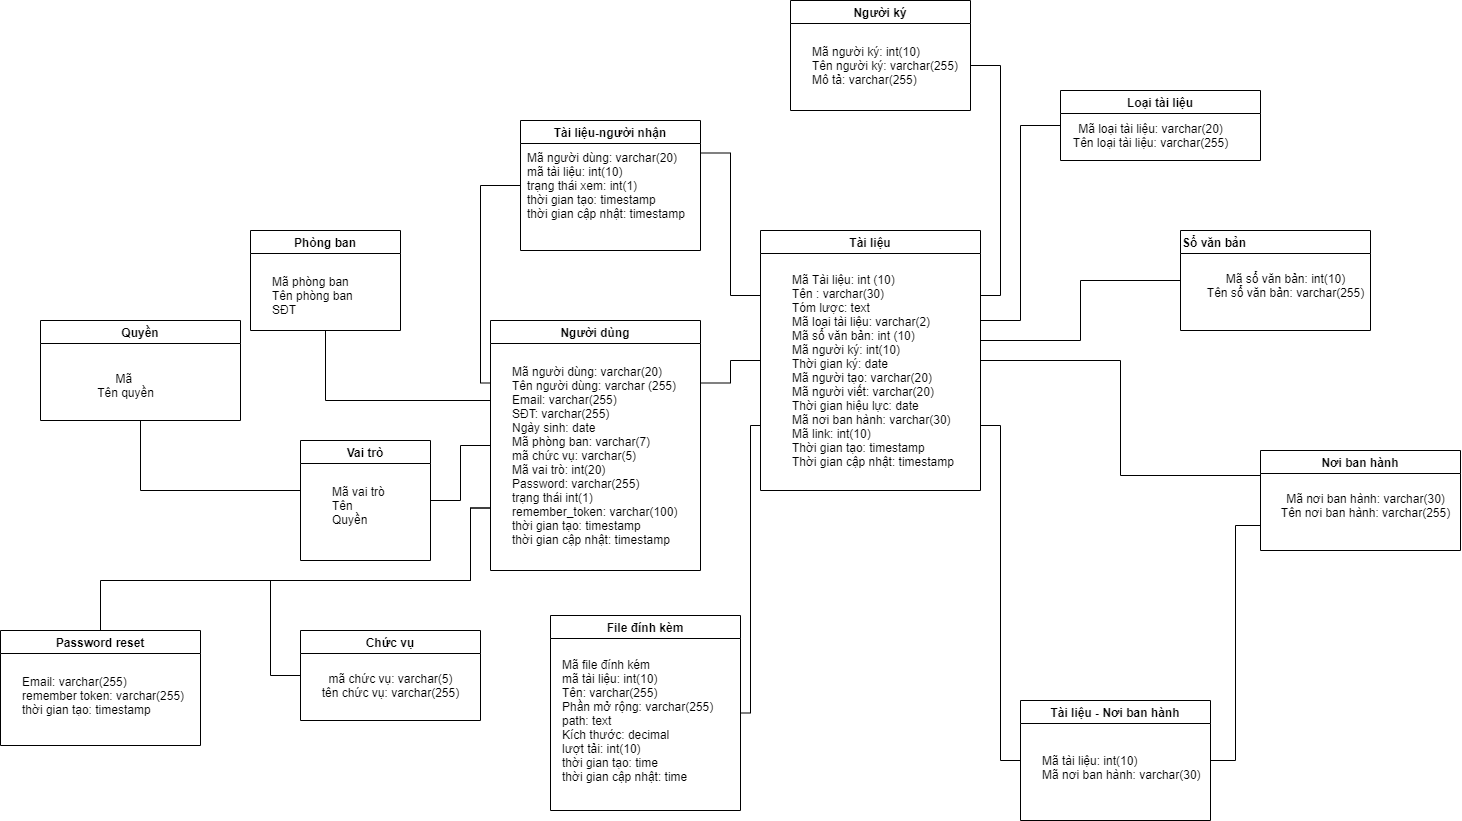 Người ký
Mã người ký: int(10)
Tên người ký: varchar(255)
Mô tả: varchar(255)
Loại tài liệu
Mã loại tài liệu: varchar(20)
Tên loại tài liệu: varchar(255)
Tài liệu-người nhận
Mã người dùng: varchar(20)
mã tài liệu: int(10)
trạng thái xem: int(1)
thời gian tạo: timestamp
thời gian cập nhật: timestamp
Phòng ban
Mã phòng ban
Tên phòng ban
SĐT
Tài liệu
Mã Tài liệu: int (10)
Tên : varchar(30)
Tóm lược: text
Mã loại tài liệu: varchar(2)
Mã sổ văn bản: int (10)
Mã người ký: int(10)
Thời gian ký: date
Mã người tạo: varchar(20)
Mã người viết: varchar(20)
Thời gian hiệu lực: date
Mã nơi ban hành: varchar(30)
Mã link: int(10)
Thời gian tạo: timestamp
Thời gian cập nhật: timestamp
Sổ văn bản
Mã sổ văn bản: int(10)
Tên sổ văn bản: varchar(255)
Quyền
Mã
Tên quyền
Người dùng
Mã người dùng: varchar(20)
Tên người dùng: varchar (255)
Email: varchar(255)
SĐT: varchar(255)
Ngày sinh: date
Mã phòng ban: varchar(7)
mã chức vụ: varchar(5)
Mã vai trò: int(20)
Password: varchar(255)
trạng thái int(1)
remember_token: varchar(100)
thời gian tạo: timestamp
thời gian cập nhật: timestamp
Vai trò
Mã vai trò
Tên
Quyền
Nơi ban hành
Mã nơi ban hành: varchar(30)
Tên nơi ban hành: varchar(255)
Password reset
Email: varchar(255)
remember token: varchar(255)
thời gian tạo: timestamp
Chức vụ
mã chức vụ: varchar(5)
tên chức vụ: varchar(255)
File đính kèm
Mã file đính kém
mã tài liệu: int(10)
Tên: varchar(255)
Phần mở rộng: varchar(255)
path: text
Kích thước: decimal
lượt tải: int(10)
thời gian tạo: time
thời gian cập nhật: time
Tài liệu - Nơi ban hành
Mã tài liệu: int(10)
Mã nơi ban hành: varchar(30)